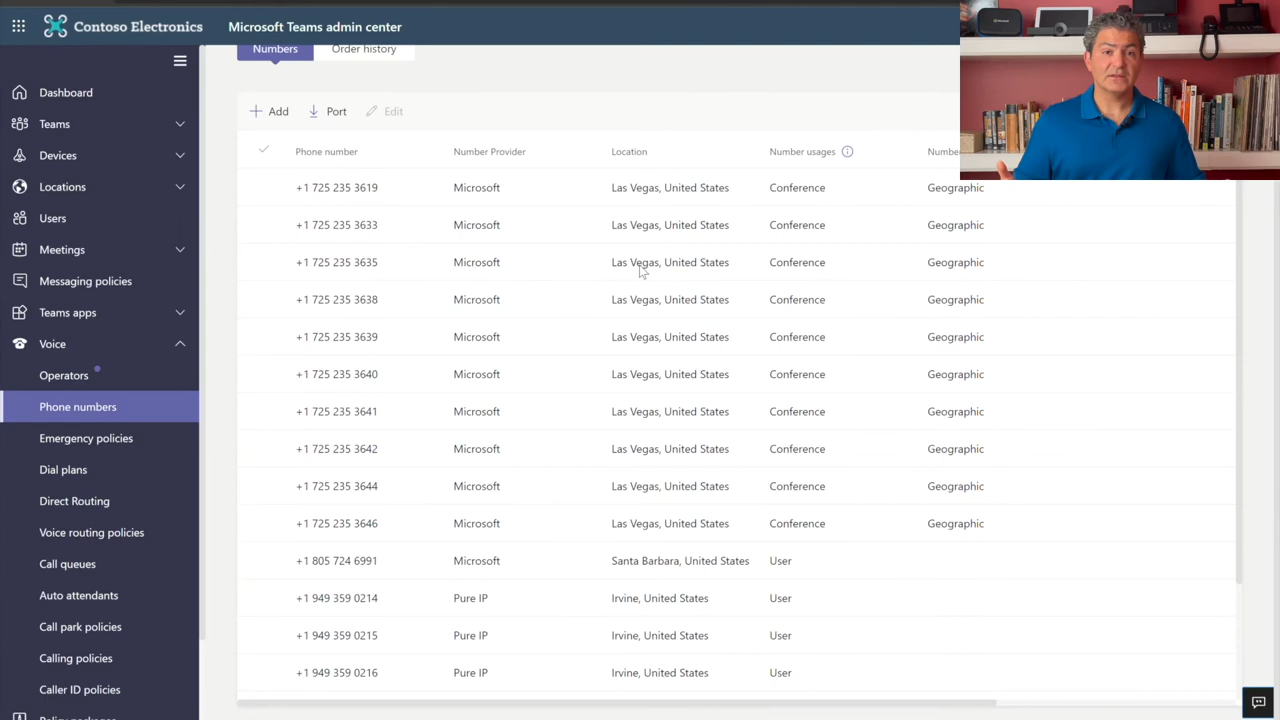 Contoso Electronics
Microsoft Teams admin center
Dashboard
Teams
Devices
Locations
Users
Meetings
Messaging policies
Teams apps
Voice
Operators
Phone numbers
Emergency policies
Dial plans
Direct Routing
Voice routing policies
Call queues
Auto attendants
Call park policies
Calling policies
Caller ID policies
Numbers Order history
Add Port Edit
Phone number Number Provider Location Number usages
+1 725 235 3619 Microsoft Las Vegas, United States Conference Geographic
+1 725 235 3633 Microsoft Las Vegas, United States Conference Geographic
+1 725 235 3635 Microsoft Las Vegas, United States Conference Geographic
+1 725 235 3638 Microsoft Las Vegas, United States Conference Geographic
+1 725 235 3639 Microsoft Las Vegas, United States Conference Geographic
+1 725 235 3640 Microsoft Las Vegas, United States Conference Geographic
+1 725 235 3641 Microsoft Las Vegas, United States Conference Geographic
+1 725 235 3642 Microsoft Las Vegas, United States Conference Geographic
+1 725 235 3644 Microsoft Las Vegas, United States Conference Geographic
+1 725 235 3646 Microsoft Las Vegas, United States Conference Geographic
+1 805 724 6991 Microsoft Santa Barbara, United States User
+1 949 359 0214 Pure IP Irvine, United States User
+1 949 359 0215 Pure IP Irvine, United States User
+1 949 359 0216 Pure IP Irvine, United States User